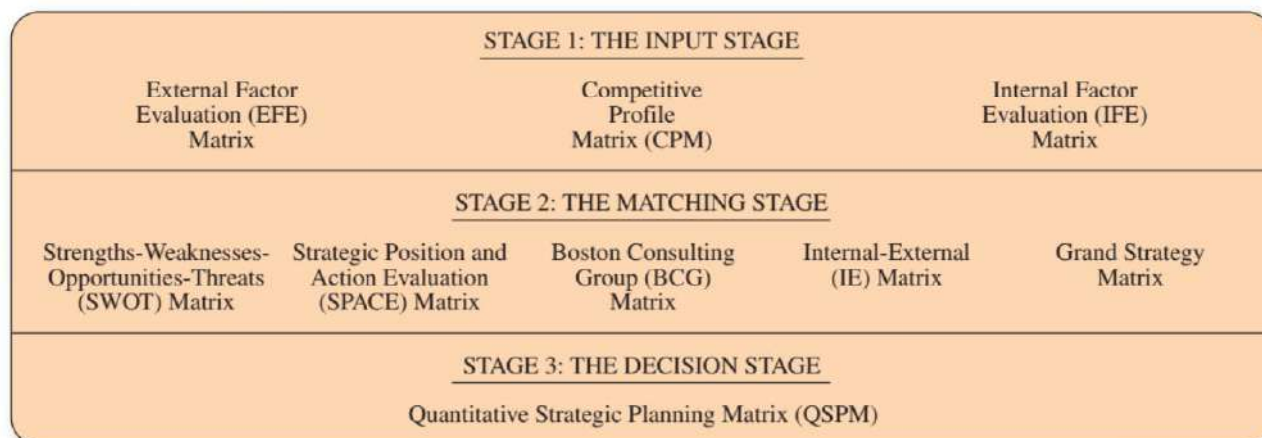 STAGE 1: THE INPUT STAGE
External Factor
Evaluation (EFE)
Matrix
Competitive
Profile
Matrix (CPM)
Internal Factor
Evaluation (IFE)
Matrix
STAGE 2: THE MATCHING STAGE
Strengths-Weaknesses-
Opportunities-Threats
(SWOT) Matrix
Strategic Position and
Action Evaluation
(SPACE) Matrix
Boston Consulting
Group (BCG)
Matrix
Internal-External
(IE) Matrix
Grand Strategy
Matrix
STAGE 3: THE DECISION STAGE
Quantitative Strategic Planning Matrix (QSPM)